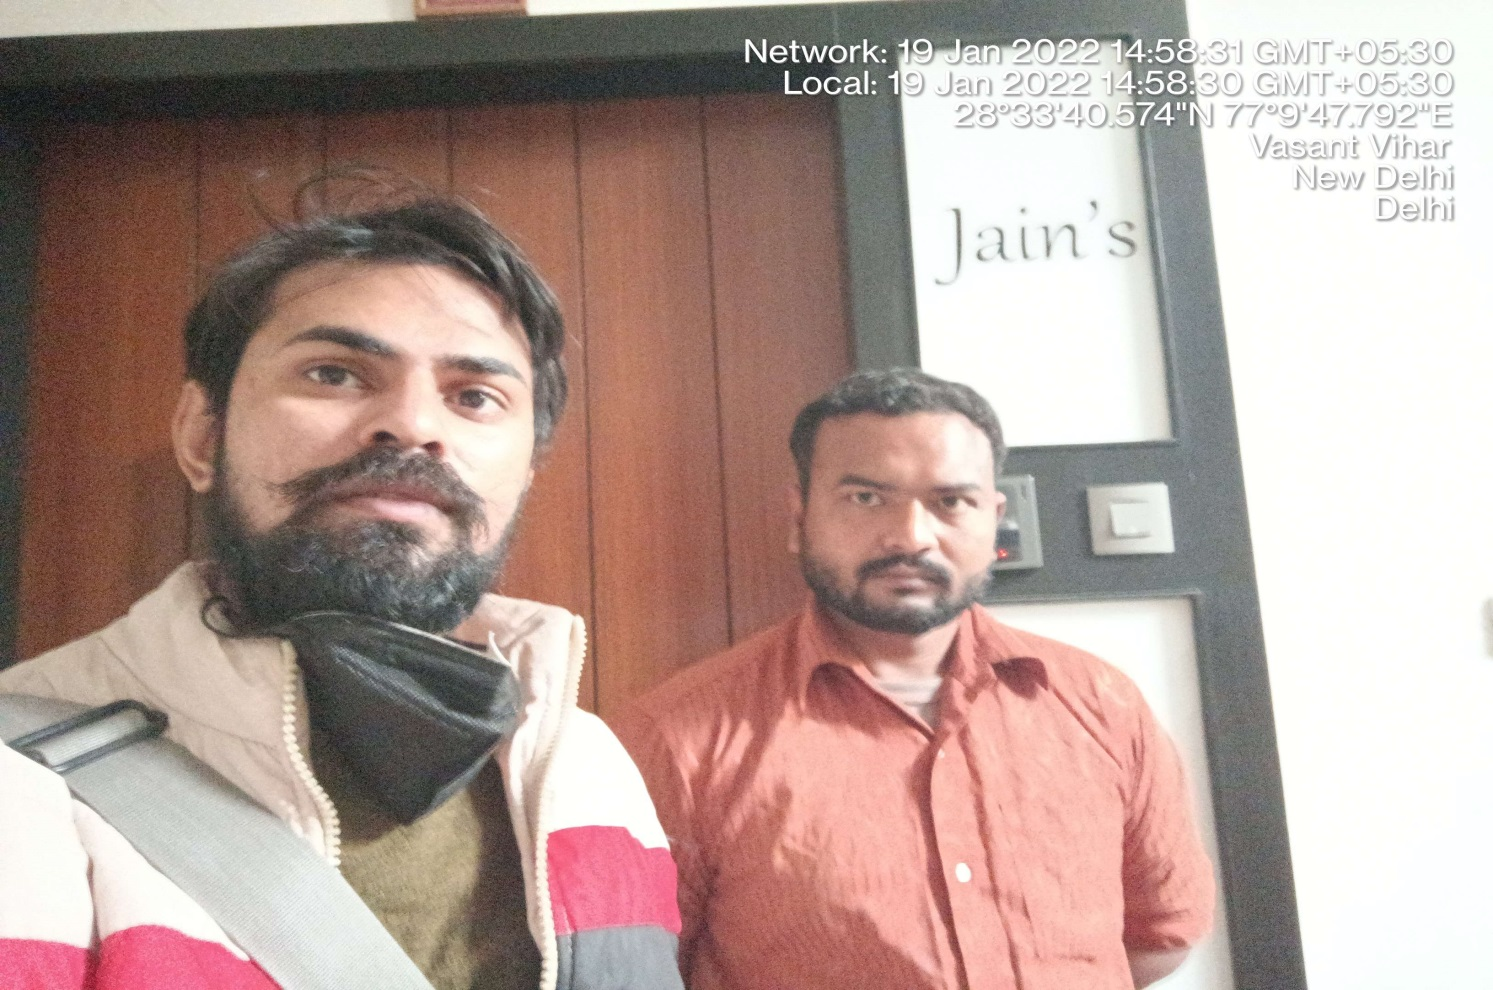 Network: 19 Jan 2022 14:58:31 GMT+05:30
Local: 19 Jan 2022 14:58:30 GMT+05:30
28°33'40.574"N 77°9'47.792"E
Vasant Vihar
New Delhi
Delhi
Jain's